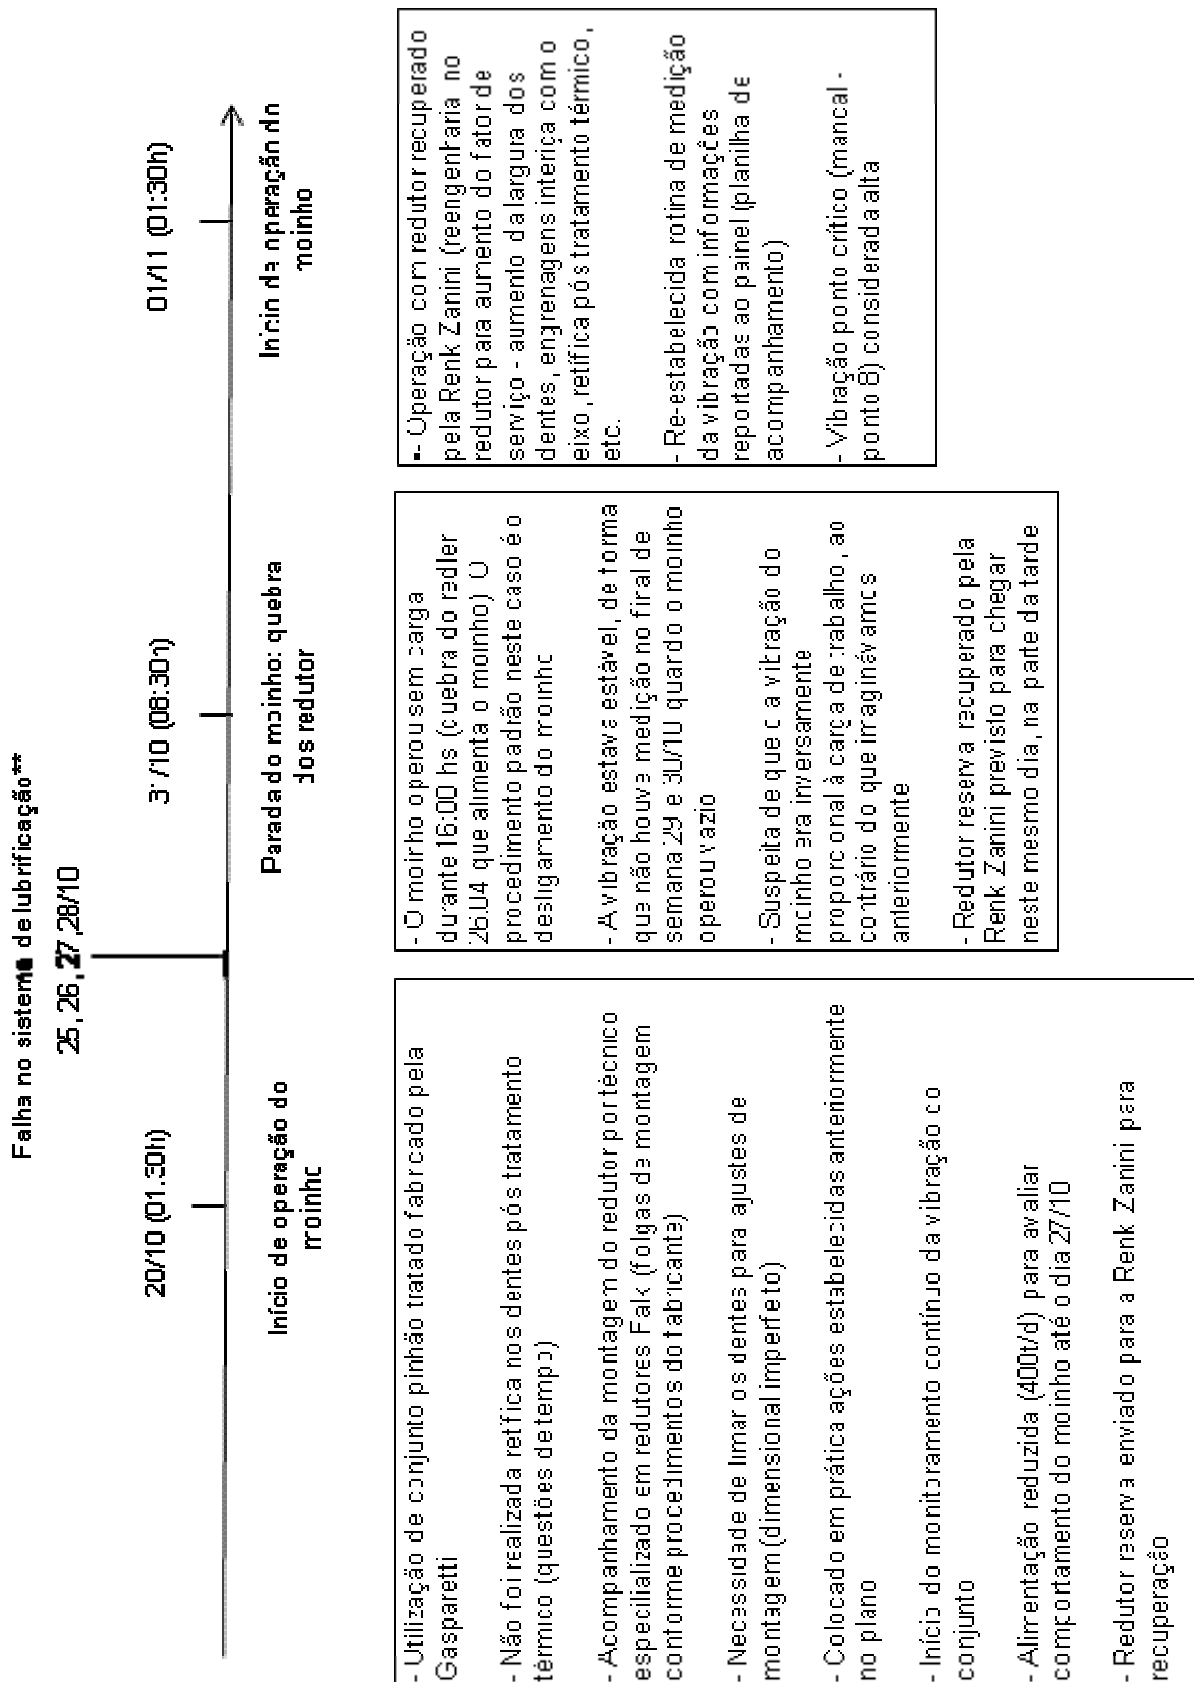 Falha no sistema de lubrificação**
25, 26, 27, 28/10
20/10 (01:30h)
31/10 (08:30h)
01/11 (01:30h)
Início de operação do
moinho
Parada do moinho: quebra
dos redutor
Início da operação do
moinho
- Utilização de conjunto pinhão tratado fabricado pela
Gasparetti
- Não foi realizada retífica nos dentes pós tratamento
térmico (questões de tempo)
- Acompanhamento da montagem do redutor por técnico
especilializado em redutores Falk (folgas de montagem
conforme procedimentos do fabricante)
- Necessidade de limar os dentes para ajustes de
montagem (dimensional imperfeito)
- Colocado em prática ações estabelecidas anteriormente
no plano
- Início do monitoramento contínuo da vibração do
conjunto
- Alimentação reduzida (400t/d) para avaliar
comportamento do moinho até o dia 27/10
- Redutor reserva enviado para a Renk Zanini para
recuperação
- O moinho operou sem carga
durante 16:00 hs (quebra do redler
26.04 que alimenta o moinho) O
procedimento padrão neste caso é o
desligamento do moinho
- A vibração estava estável, de forma
que não houve medição no final de
semana 29 e 30/10 quando o moinho
operou vazio
- Suspeita de que a a vibração do
moinho era inversamente
proporcional à carga de trabalho, ao
contrário do que imaginávamos
anteriormente
- Redutor reserva recuperado pela
Renk Zanini previsto para chegar
neste mesmo dia, na parte da tarde
-- Operação com redutor recuperado
pela Renk Zanini (reengenharia no
redutor para aumento do fator de
serviço - aumento da largura dos
dentes, engrenagens interiça com o
eixo, retífica pós tratamento térmico,
etc.
- Re-estabelecida rotina de medição
da vibração com informações
reportadas ao painel (planilha de
acompanhamento)
- Vibração ponto crítico (mancal -
ponto 8) considerada alta